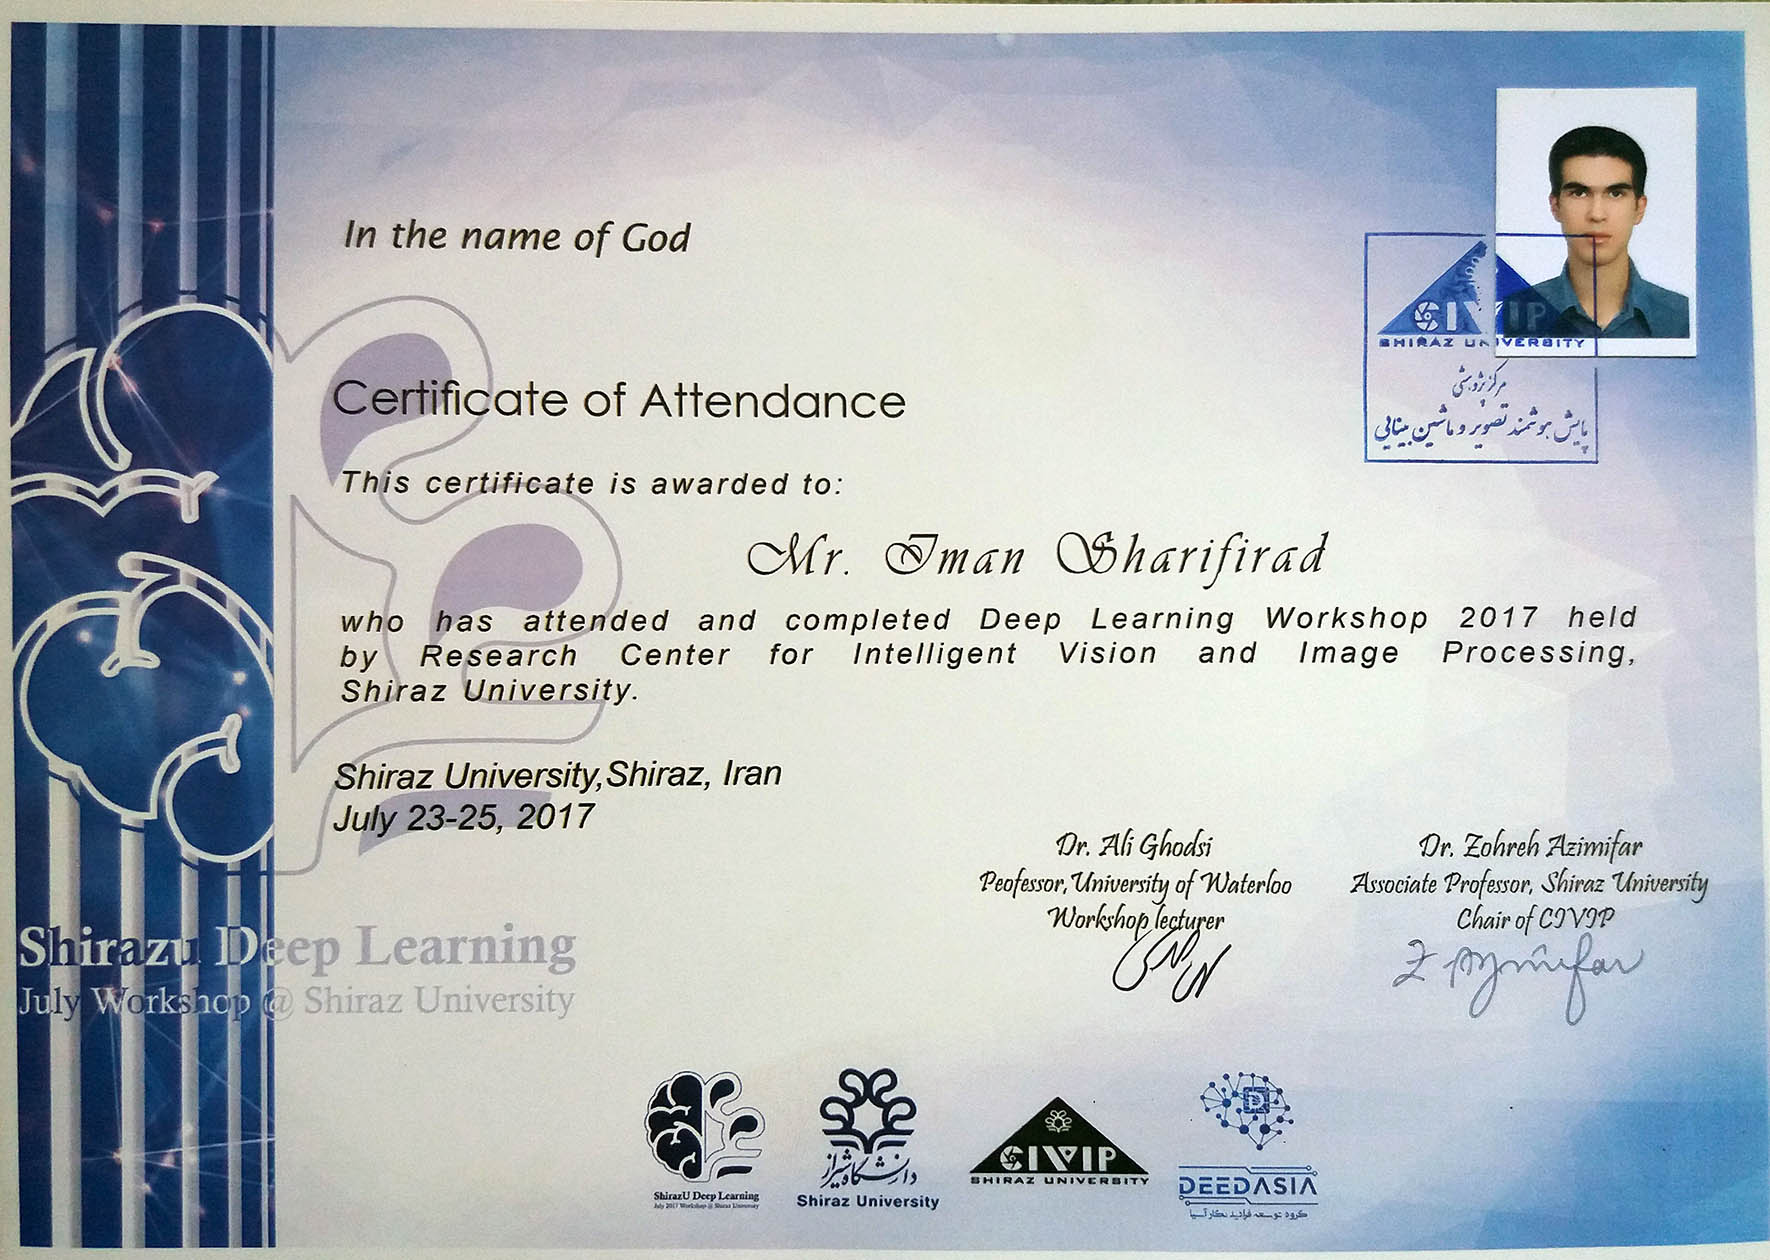 In the name of God
CIVIP
SHIRAZ UNIVERSITY
مرکز پژوهشی
پایش هوشمند تصویر و ماشین بینایی
Certificate of Attendance
This certificate is awarded to:
Mr. Iman Sharifirad
who has attended and completed Deep Learning Workshop 2017 held
by Research Center for Intelligent Vision and Image Processing,
Shiraz University.
Shiraz University,Shiraz, Iran
July 23-25, 2017
Dr. Ali Ghodsi
Peofessor, University of Waterloo
Workshop lecturer
Dr. Zohreh Azimifar
Associate Professor, Shiraz University
Chair of CIVIP
Z Azimifar
Shirazu Deep Learning
July Workshop @ Shiraz University
ShirazU Deep Learning
July 2017 Workshop @ Shiraz University
دانشگاه شیراز
Shiraz University
CIVIP
SHIRAZ UNIVERSITY
D
DEEDASIA
گروه توسعه فرادید نگار آسیا